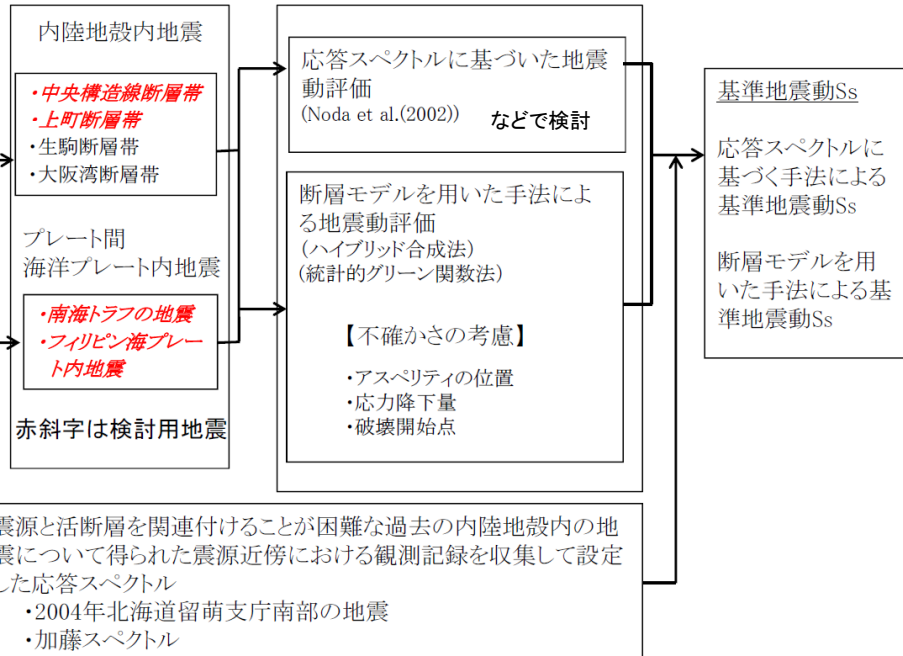 内陸地殻内地震
・中央構造線断層帯
・上町断層帯
・生駒断層帯
・大阪湾断層帯
プレート間
海洋プレート内地震
・南海トラフの地震
・フィリピン海プレー
ト内地震
赤斜字は検討用地震
応答スペクトルに基づいた地震
動評価
(Noda et al.(2002))　などで検討
断層モデルを用いた手法によ
る地震動評価
(ハイブリッド合成法)
(統計的グリーン関数法)
【不確かさの考慮】
・アスペリティの位置
・応力降下量
・破壊開始点
基準地震動Ss
応答スペクトルに
基づく手法による
基準地震動Ss
断層モデルを用
いた手法による基
準地震動Ss
震源と活断層を関連付けることが困難な過去の内陸地殻内の地
震について得られた震源近傍における観測記録を収集して設定
した応答スペクトル
・2004年北海道留萌支庁南部の地震
・加藤スペクトル